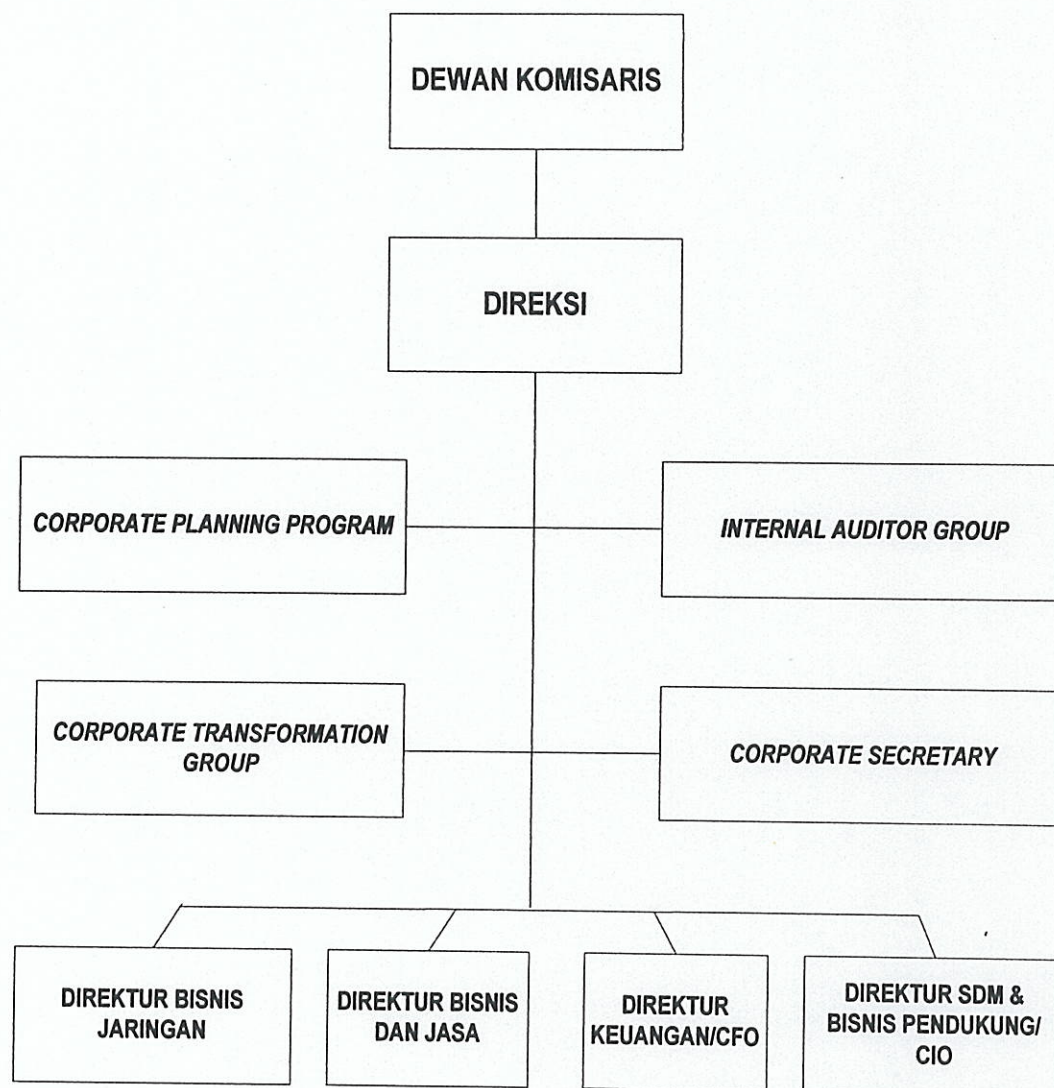 DEWAN KOMISARIS
DIREKSI
CORPORATE PLANNING PROGRAM
INTERNAL AUDITOR GROUP
CORPORATE TRANSFORMATION
GROUP
CORPORATE SECRETARY
DIREKTUR BISNIS
JARINGAN
DIREKTUR BISNIS
DAN JASA
DIREKTUR
KEUANGAN/CFO
DIREKTUR SDM &
BISNIS PENDUKUNG/
CIO